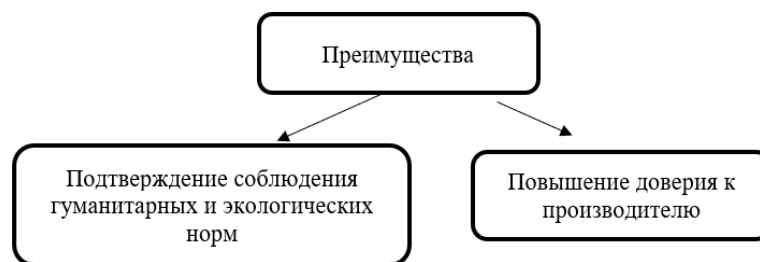 Преимущества
Подтверждение соблюдения
гуманитарных и экологических
норм
Повышение доверия к
производителю